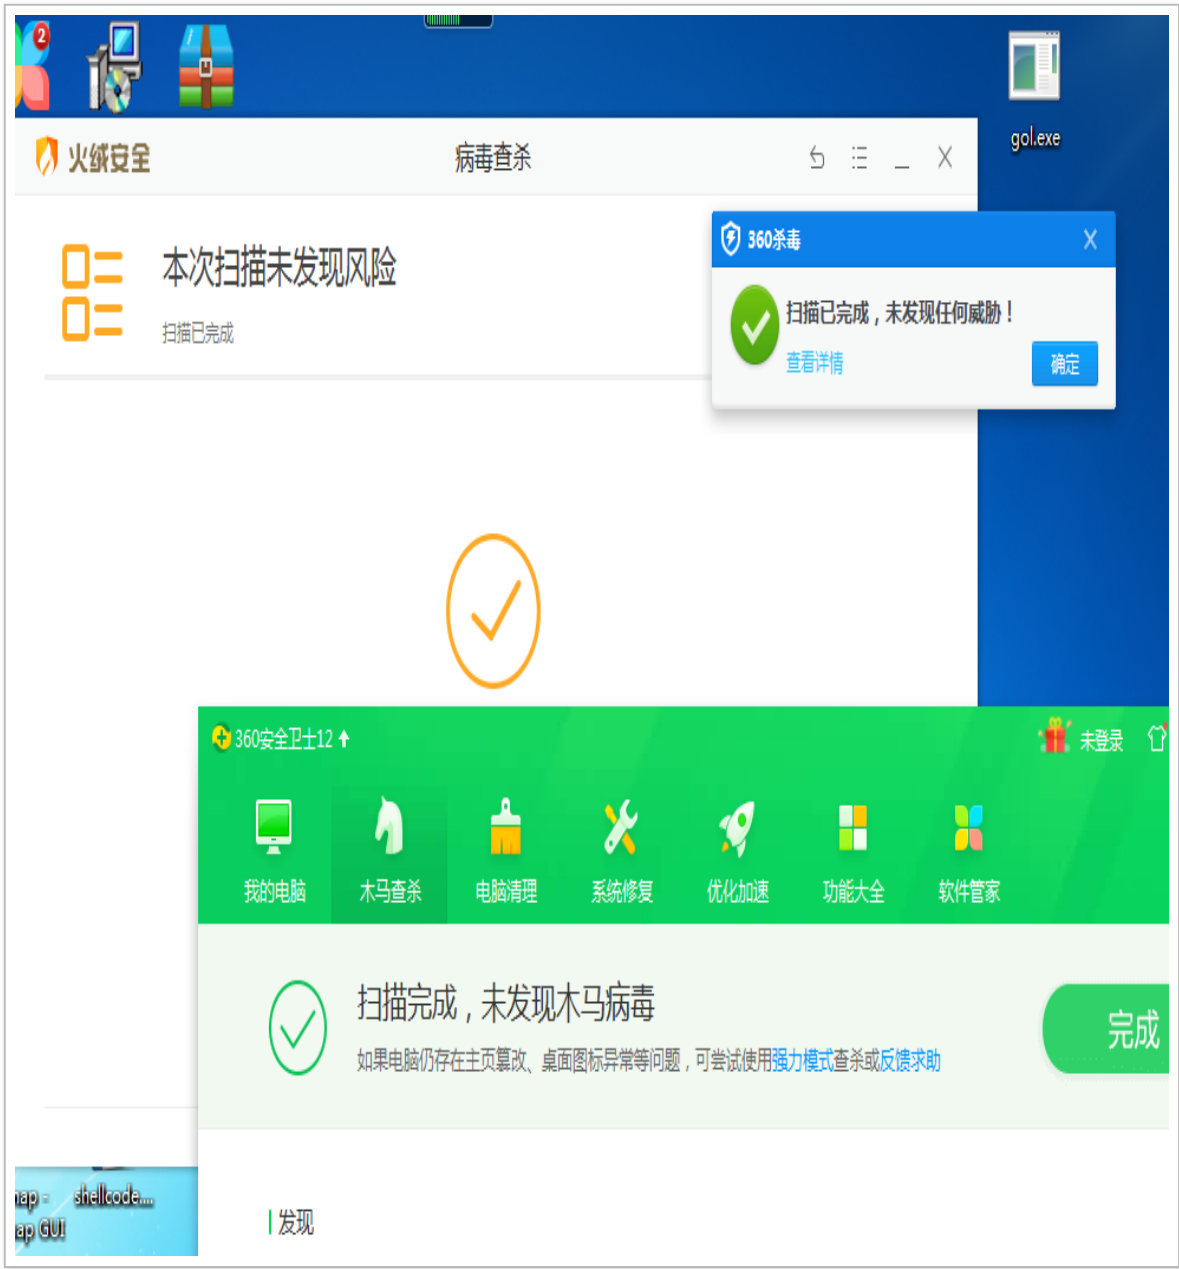 2
gol.exe
火绒安全
病毒查杀
本次扫描未发现风险
扫描已完成
360杀毒
扫描已完成，未发现任何威胁！
查看详情
确定
360安全卫士12
未登录
我的电脑
木马查杀
电脑清理
系统修复
优化加速
功能大全
软件管家
扫描完成，未发现木马病毒
如果电脑仍存在主页篡改、桌面图标异常等问题，可尝试使用强力模式查杀或反馈求助
完成
发现
map -
shellcode....
ap GUI